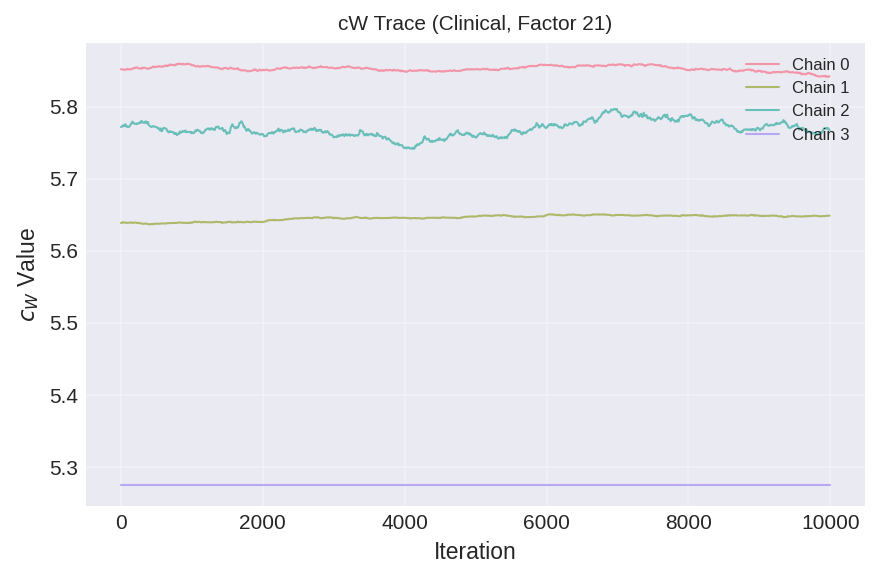 cW Trace (Clinical, Factor 21)
Chain 0
Chain 1
Chain 2
Chain 3
5.8
5.7
5.6
5.5
5.4
5.3
c_W Value
0 2000 4000 6000 8000 10000
Iteration